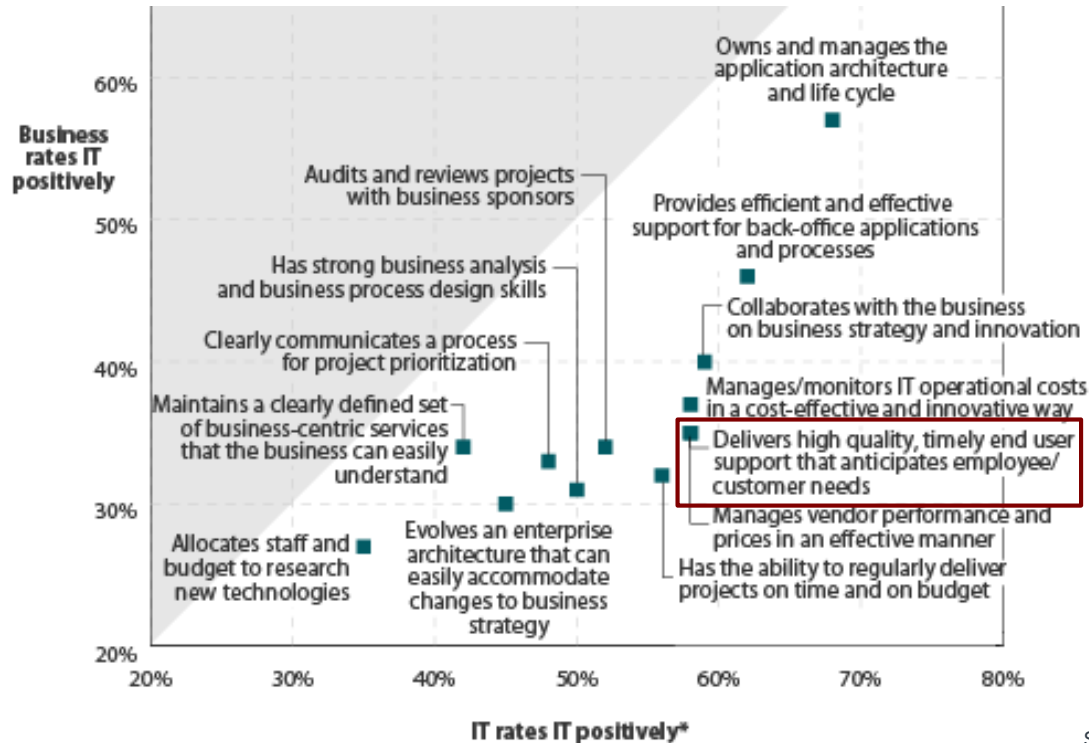 Owns and manages the
application architecture
and life cycle
60%
Business
rates IT
positively
Audits and reviews projects
with business sponsors
Provides efficient and effective
support for back-office applications
and processes
50%
Has strong business analysis
and business process design skills
Collaborates with the business
on business strategy and innovation
Clearly communicates a process
for project prioritization
40%
Manages/monitors IT operational costs
in a cost-effective and innovative way
Maintains a clearly defined set
of business-centric services
that the business can easily
understand
Delivers high quality, timely end user
support that anticipates employee/
customer needs
30%
Manages vendor performance and
prices in an effective manner
Evolves an enterprise
architecture that can
easily accommodate
changes to business
strategy
Allocates staff and
budget to research
new technologies
Has the ability to regularly deliver
projects on time and on budget
20%
20%
30%
40%
50%
60%
70%
80%
IT rates IT positively*